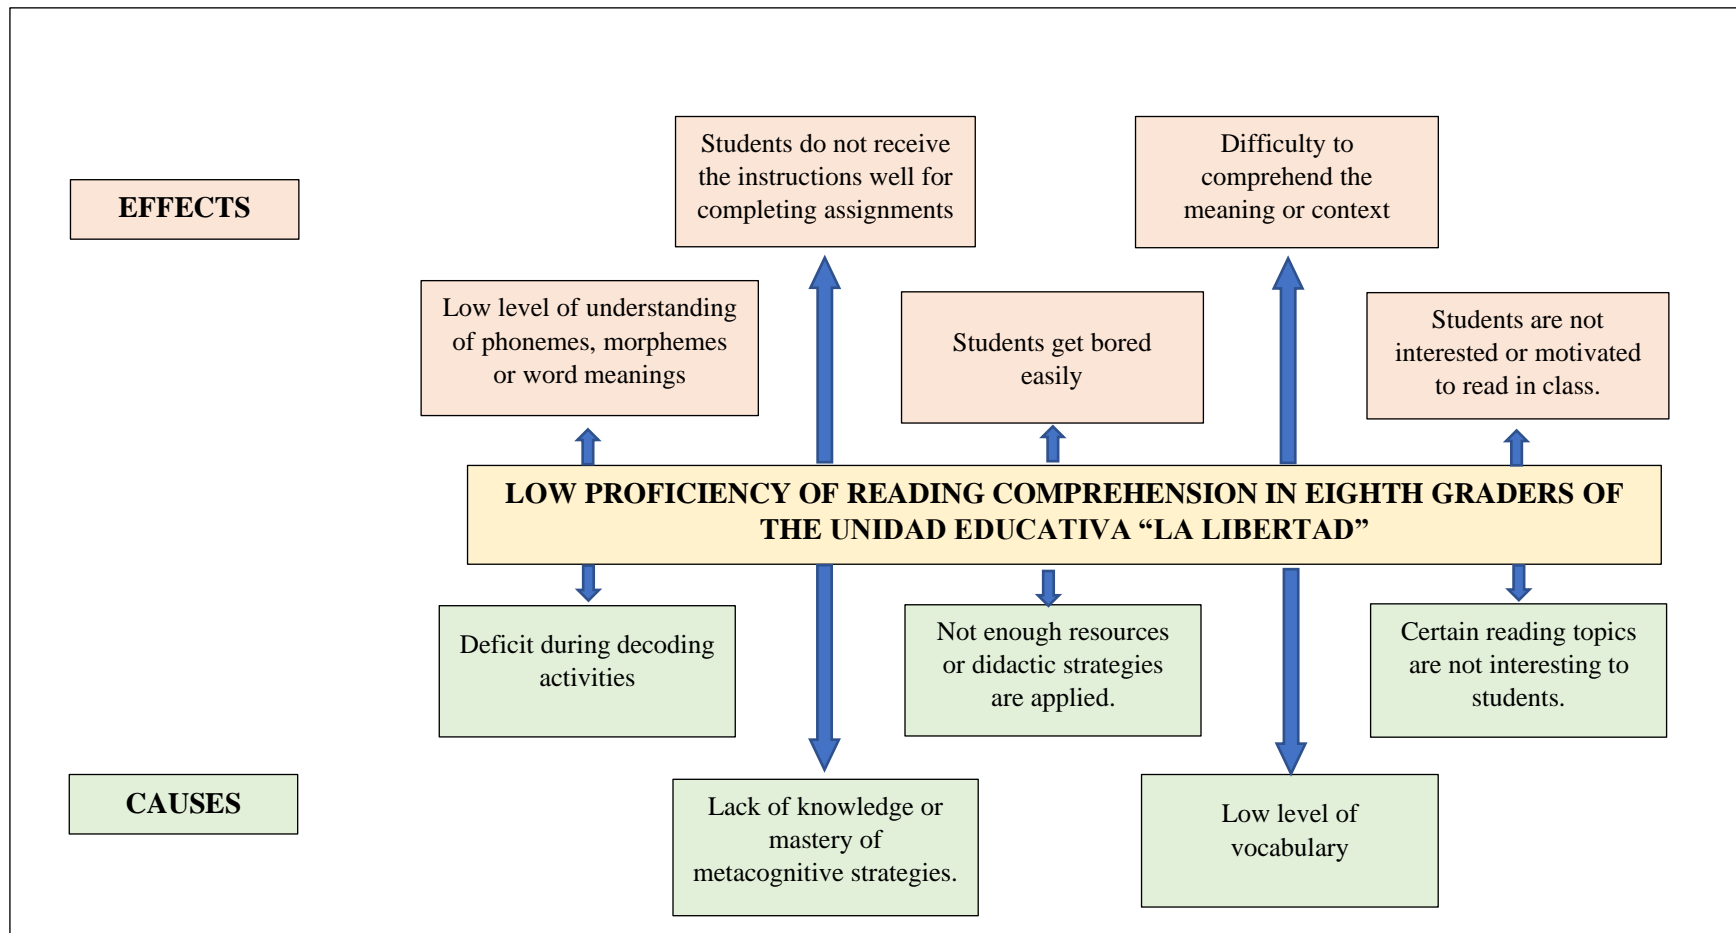 Students do not receive
the instructions well for
completing assignments
Difficulty to
comprehend the
meaning or context
EFFECTS
Low level of understanding
of phonemes, morphemes
or word meanings
Students get bored
easily
Students are not
interested or motivated
to read in class.
LOW PROFICIENCY OF READING COMPREHENSION IN EIGHTH GRADERS OF
THE UNIDAD EDUCATIVA “LA LIBERTAD”
Deficit during decoding
activities
Not enough resources
or didactic strategies
are applied.
Certain reading topics
are not interesting to
students.
CAUSES
Lack of knowledge or
mastery of
metacognitive strategies.
Low level of
vocabulary